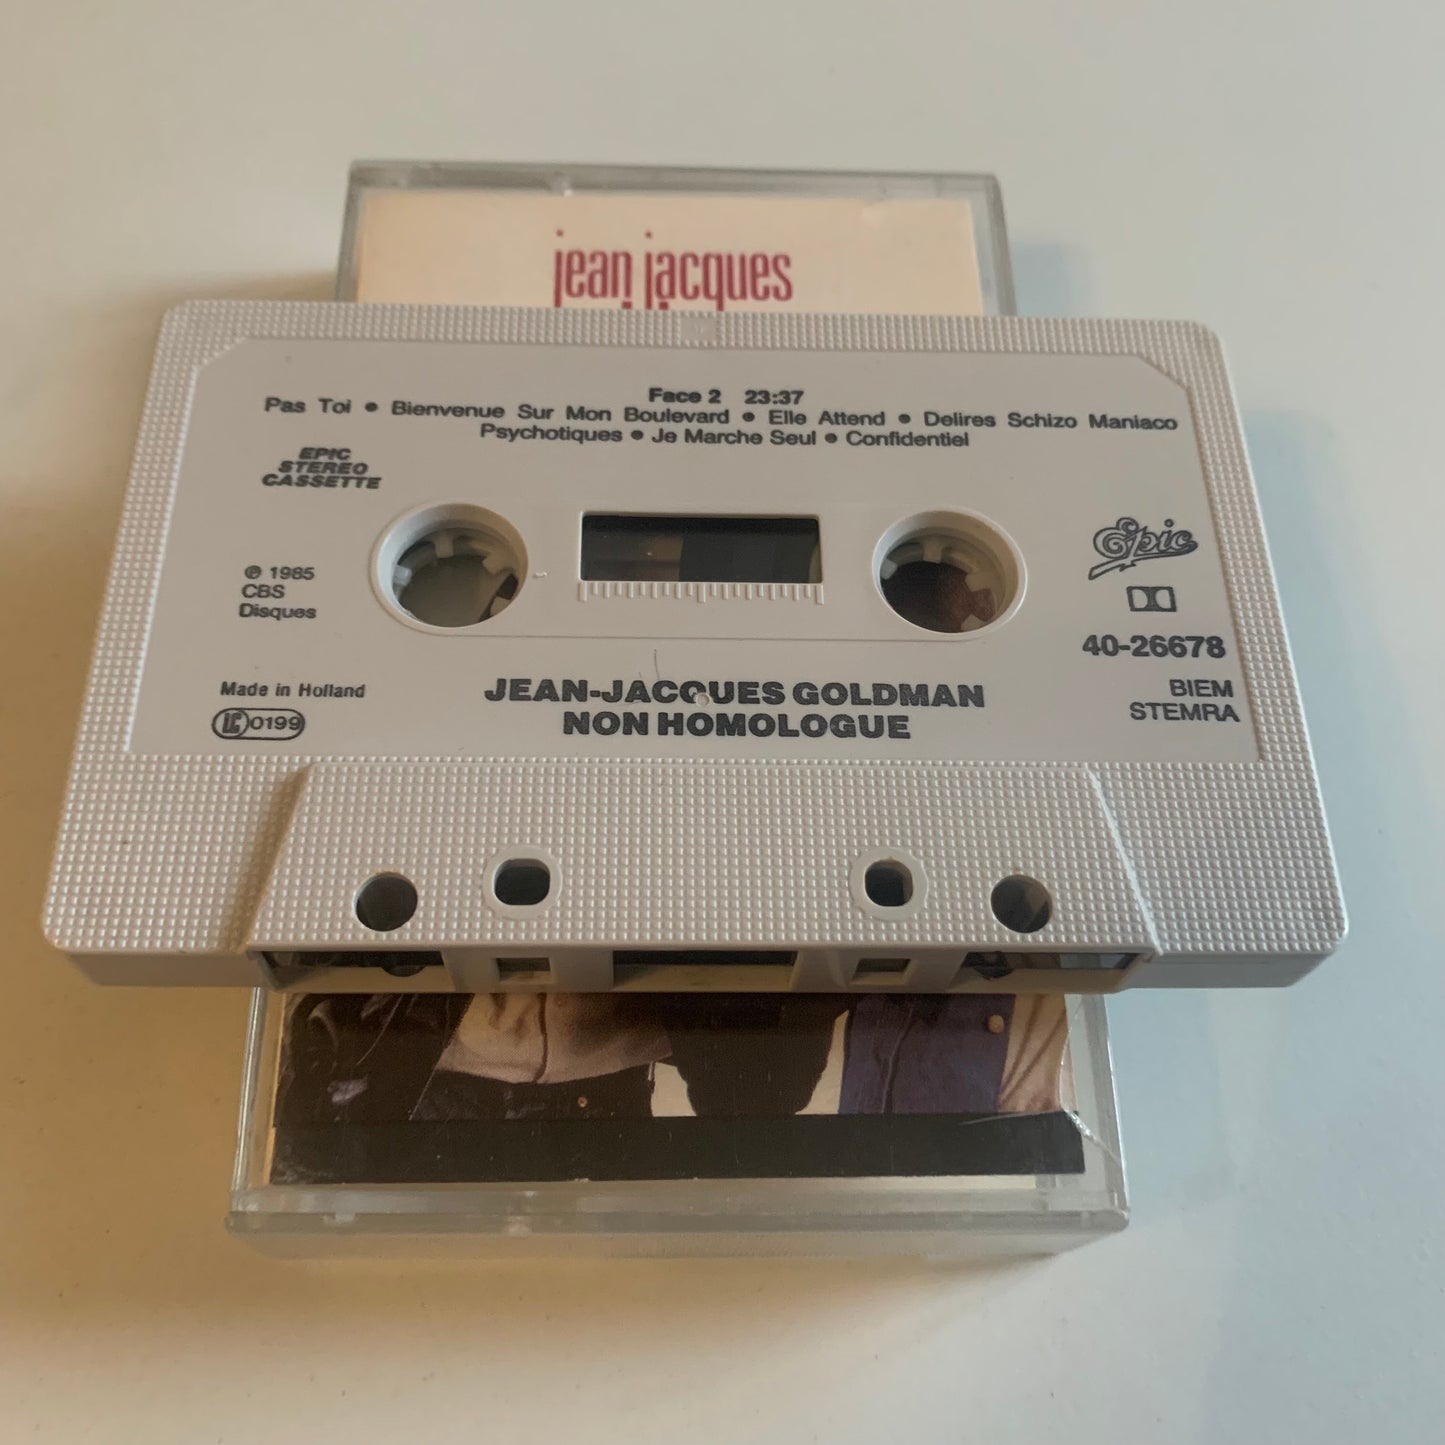 jean jacques
Face 2 23:37
Pas Toi • Bienvenue Sur Mon Boulevard • Elle Attend • Delires Schizo Maniaco
Psychotiques • Je Marche Seul • Confidentiel
EPIC
STEREO
CASSETTE
Epic
℗ 1985
CBS
Disques
40-26678
Made in Holland
LC 0199
JEAN-JACQUES GOLDMAN
NON HOMOLOGUE
BIEM
STEMRA